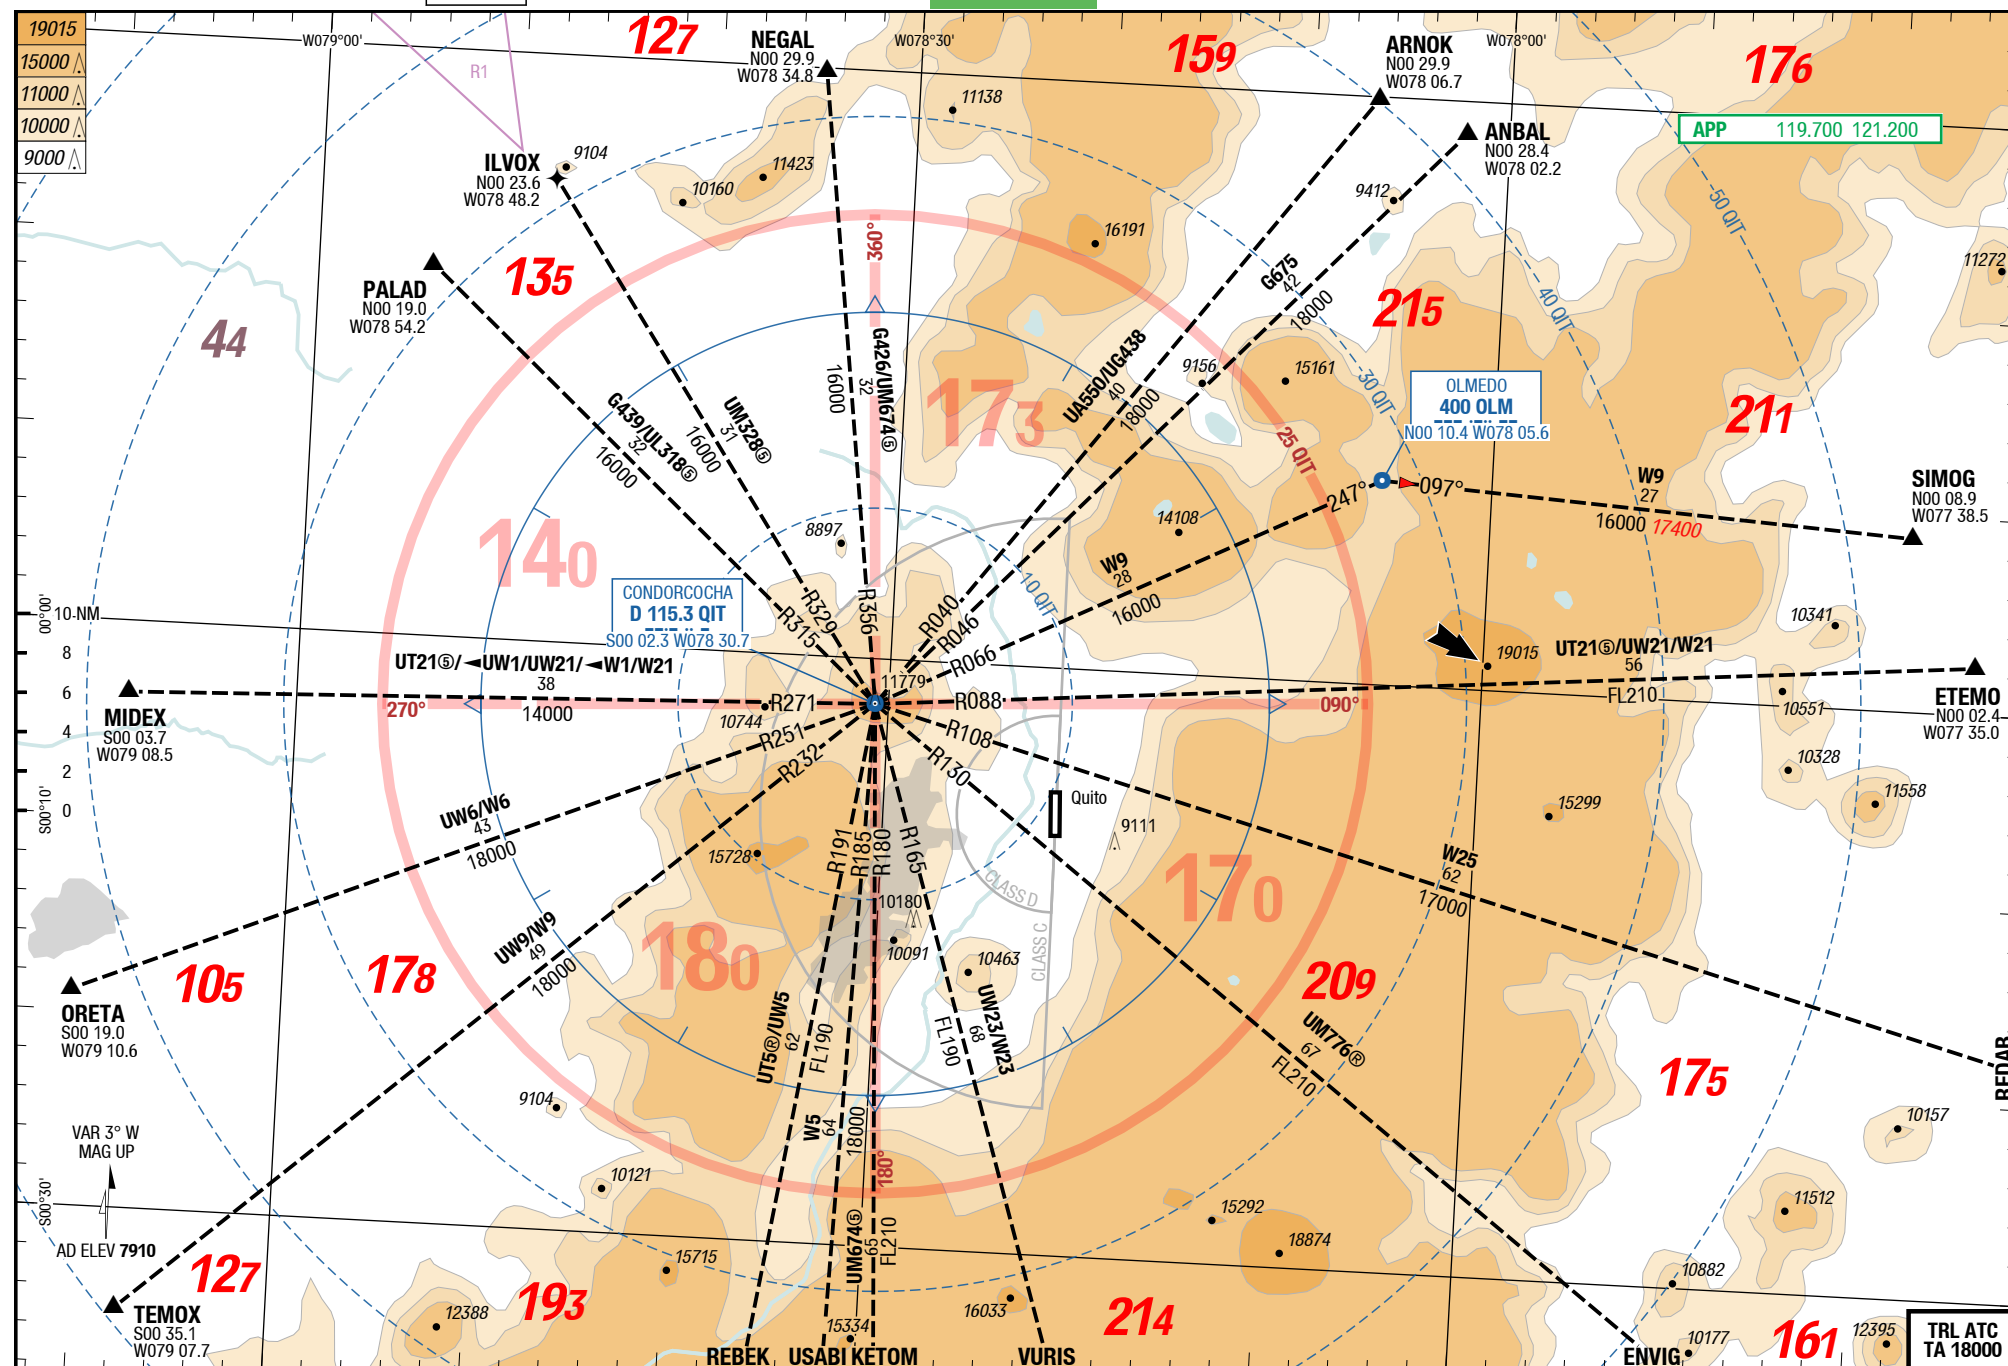 19015
15000
11000
10000
9000
W079°00'
R1
127
NEGAL
N00 29.9
W078 34.8
W078°30'
11138
159
ARNOK
N00 29.9
W078 06.7
W078°00'
176
APP 119.700 121.200
ANBAL
N00 28.4
W078 02.2
ILVOX
N00 23.6
W078 48.2
9104
10160
11423
9412
50 QIT
16191
360°
135
PALAD
N00 19.0
W078 54.2
44
G675
42
18000
215
40 QIT
11272
G426/UM674⑤
32
16000
173
UA550/UG438
40
18000
9156
15161
30 QIT
OLMEDO
400 OLM
N00 10.4 W078 05.6
211
G439/UL318⑤
32
16000
UM328⑤
31
16000
25 QIT
247°
097°
W9
27
16000 17400
SIMOG
N00 08.9
W077 38.5
140
8897
14108
W9
28
16000
10 QIT
CONDORCOCHA
D 115.3 QIT
S00 02.3 W078 30.7
R315
R329
R356
R040
R046
R066
00°00'
10 NM
8
6
4
2
0
S00°10'
UT21⑤/◄UW1/UW21/◄W1/W21
38
14000
MIDEX
S00 03.7
W079 08.5
270°
10744
R271
11779
R088
090°
19015
UT21⑤/UW21/W21
56
FL210
10341
10551
ETEMO
N00 02.4
W077 35.0
R251
R232
R108
R130
10328
11558
15299
Quito
9111
UW6/W6
43
18000
15728
R191
R185
R180
R165
CLASS D
CLASS C
170
W25
62
17000
10180
10091
10463
180
UW9/W9
49
18000
105
178
ORETA
S00 19.0
W079 10.6
209
UT5Ⓡ/UW5
62
FL190
UW23/W23
68
FL190
UM776Ⓡ
67
FL210
175
REDAR
9104
VAR 3° W
MAG UP
W5
64
18000
180°
10157
10121
S00°30'
AD ELEV 7910
UM674⑤
65
FL210
15292
18874
11512
127
15715
10882
TEMOX
S00 35.1
W079 07.7
12388
193
15334
16033
214
10177
161
12395
TRL ATC
TA 18000
REBEK
USABI
KETOM
VURIS
ENVIG